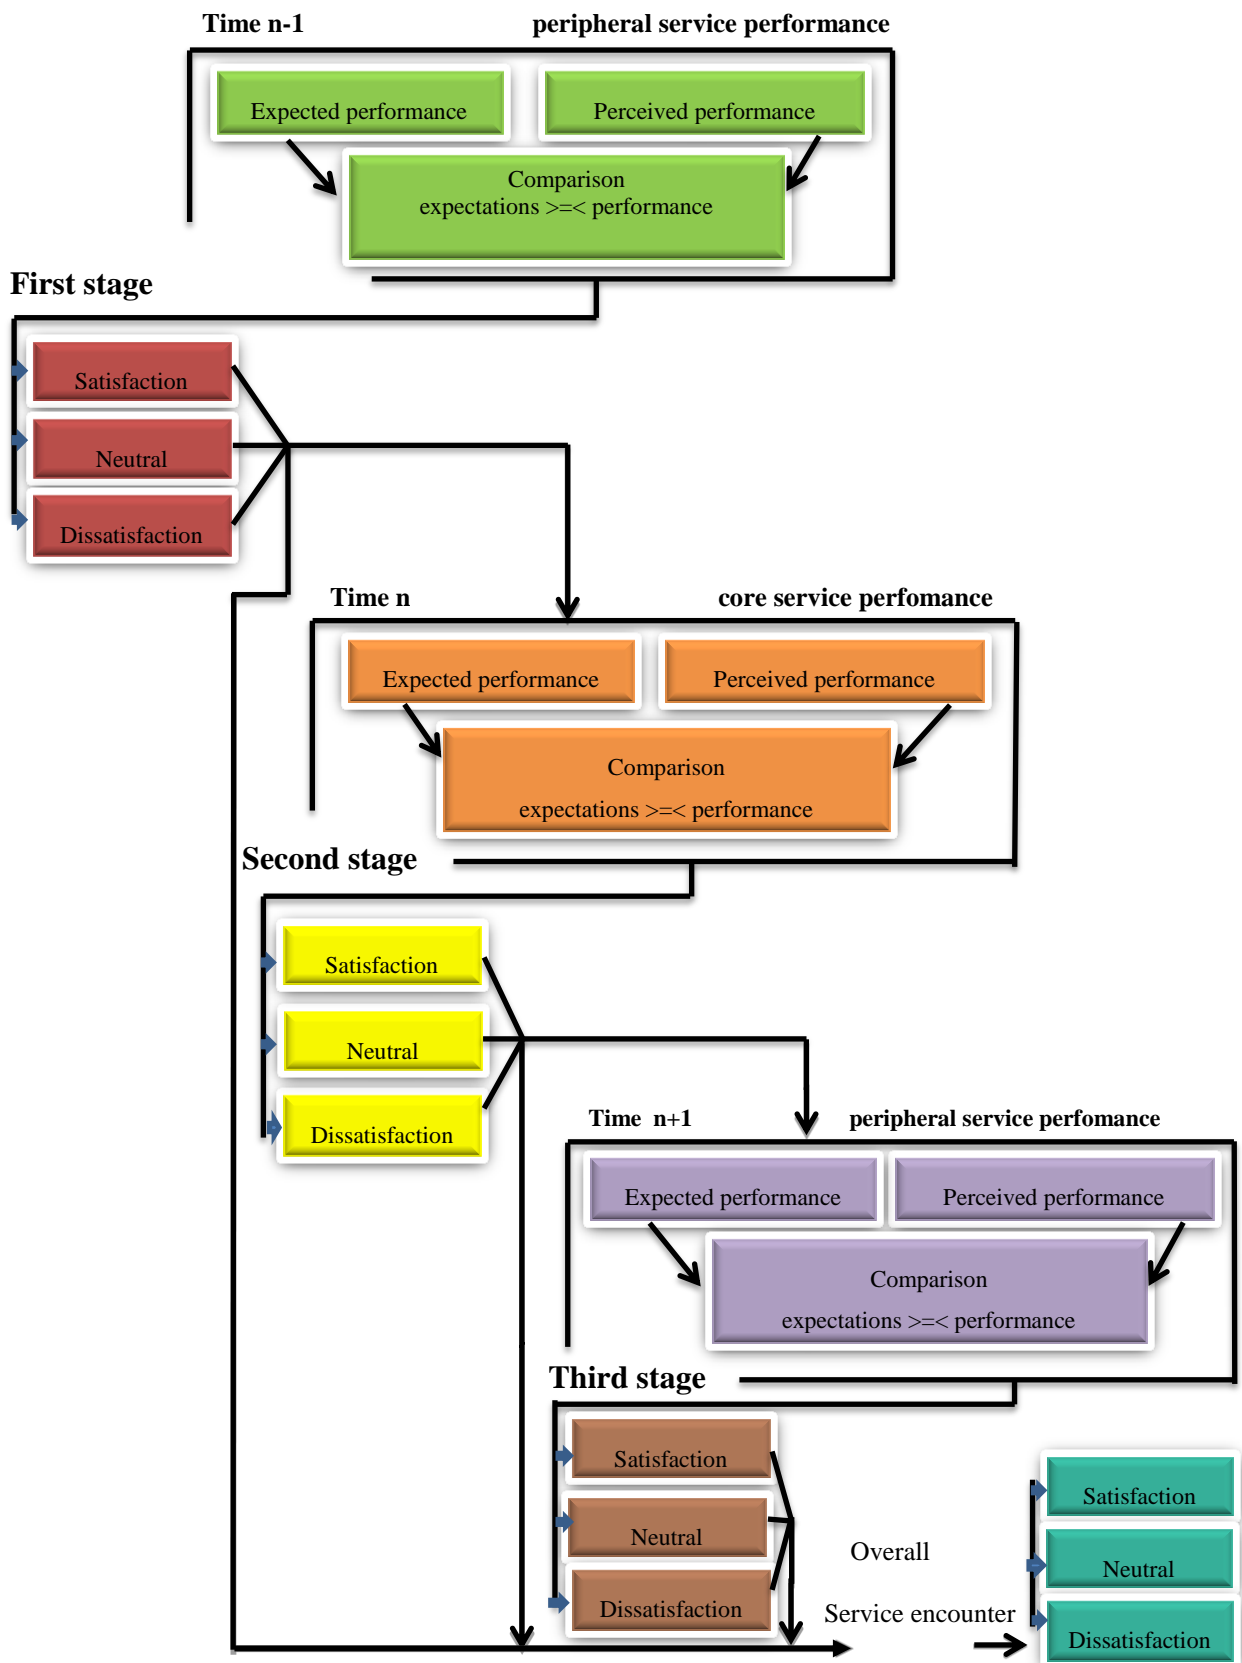 Time n-1
peripheral service performance
Expected performance
Perceived performance
Comparison
expectations >=< performance
First stage
Satisfaction
Neutral
Dissatisfaction
Time n
core service perfomance
Expected performance
Perceived performance
Comparison
expectations >=< performance
Second stage
Satisfaction
Neutral
Dissatisfaction
Time  n+1
peripheral service perfomance
Expected performance
Perceived performance
Comparison
expectations >=< performance
Third stage
Satisfaction
Neutral
Dissatisfaction
Overall
Service encounter
Satisfaction
Neutral
Dissatisfaction